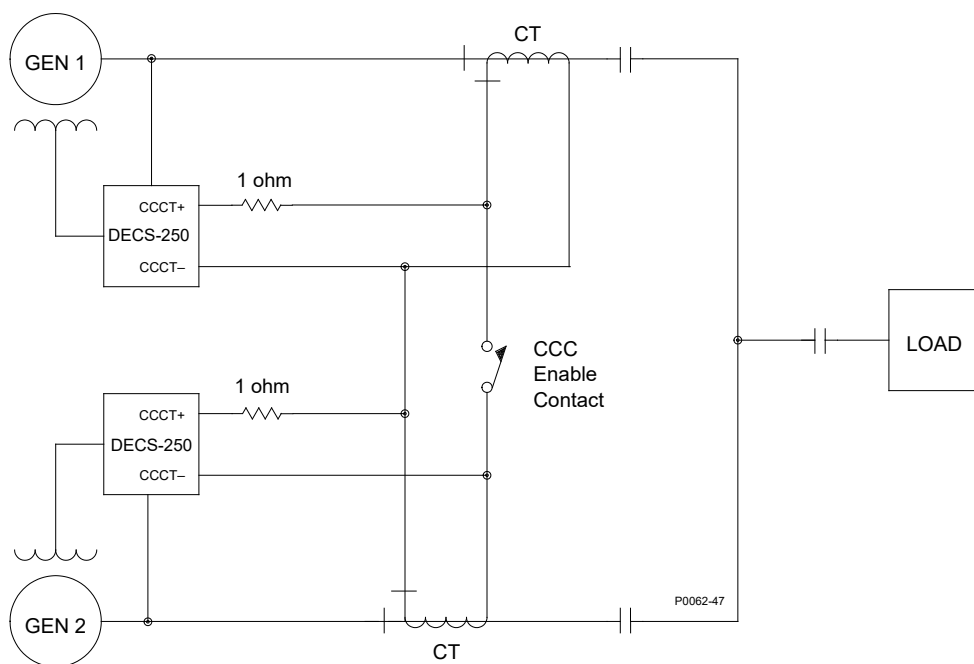 CT
GEN 1
1 ohm
CCCT+
DECS-250
CCCT–
CCC
Enable
Contact
LOAD
1 ohm
CCCT+
DECS-250
CCCT–
P0062-47
GEN 2
CT